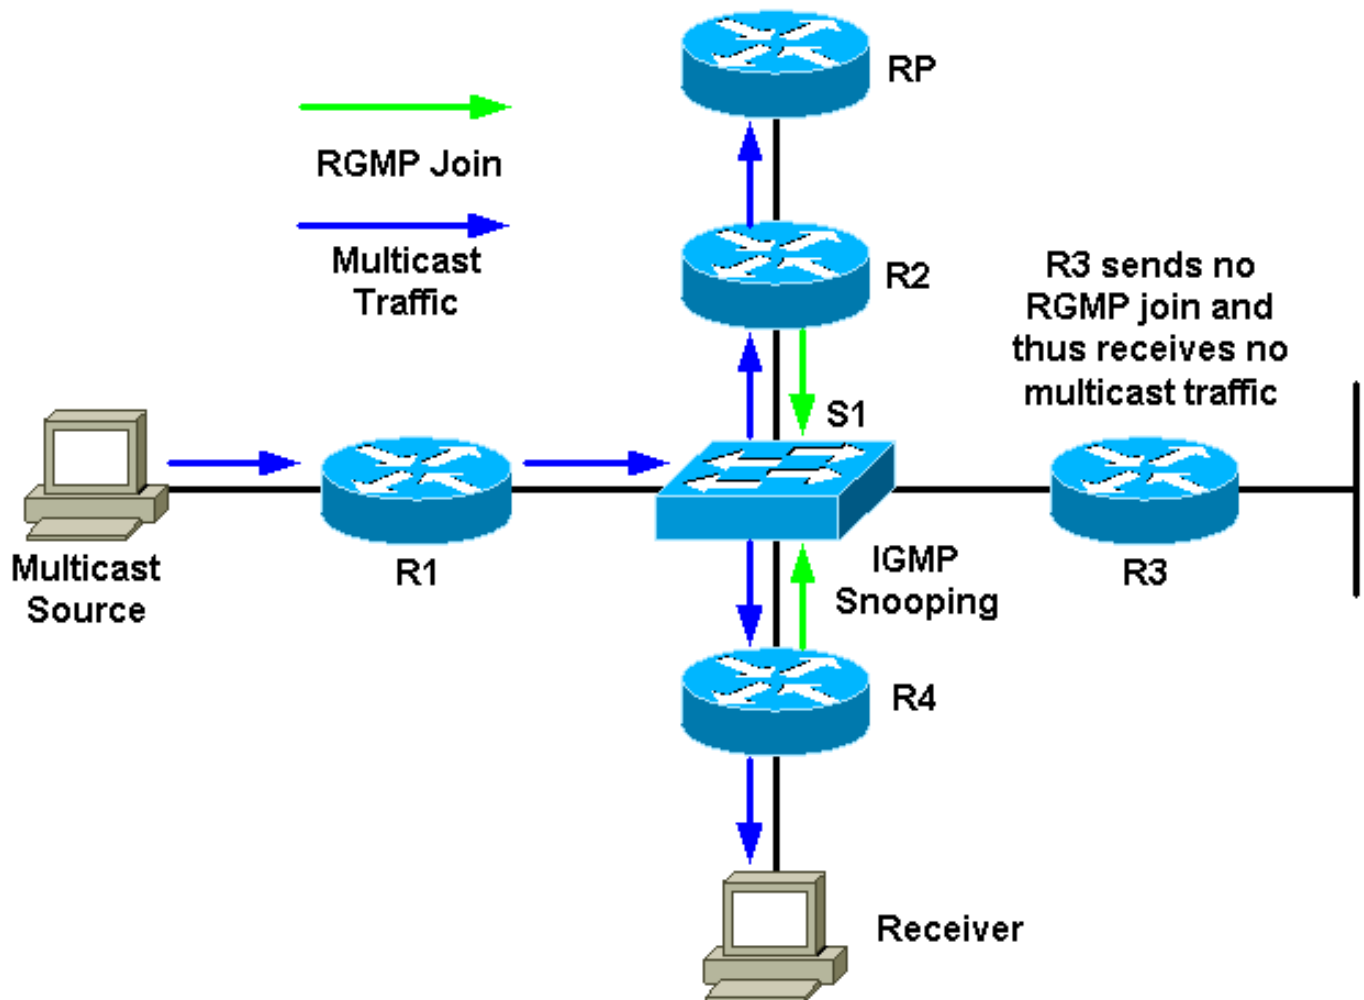 RP
RGMP Join
Multicast
Traffic
R2
R3 sends no
RGMP join and
thus receives no
multicast traffic
S1
Multicast
Source
R1
IGMP
Snooping
R3
R4
Receiver